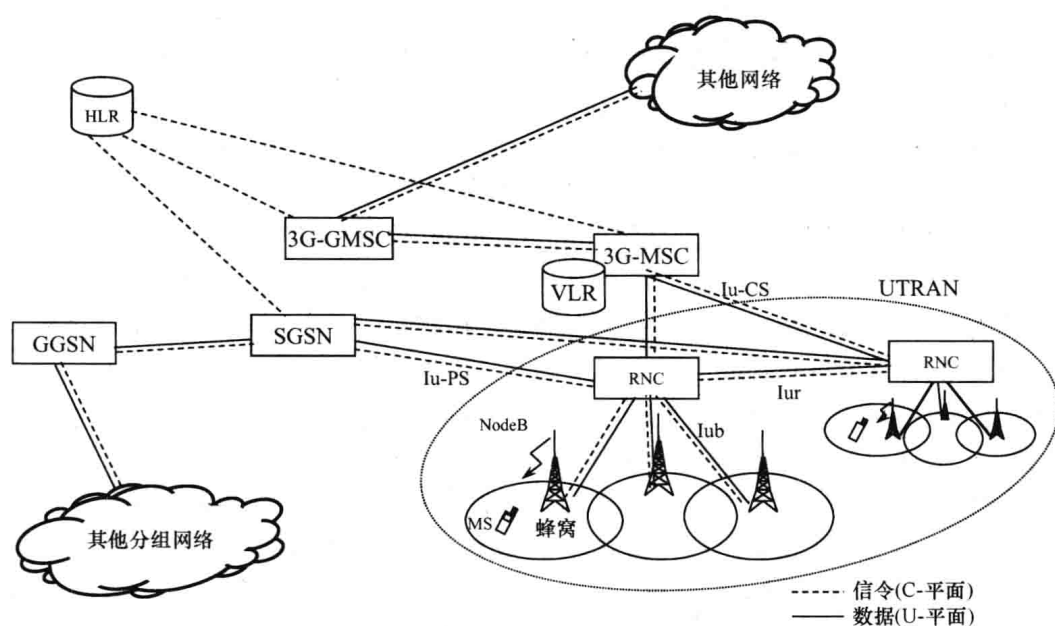 其他网络
HLR
3G-GMSC
3G-MSC
VLR
Iu-CS
UTRAN
GGSN
SGSN
Iu-PS
RNC
Iur
RNC
NodeB
Iub
MS
蜂窝
其他分组网络
信令(C-平面)
数据(U-平面)